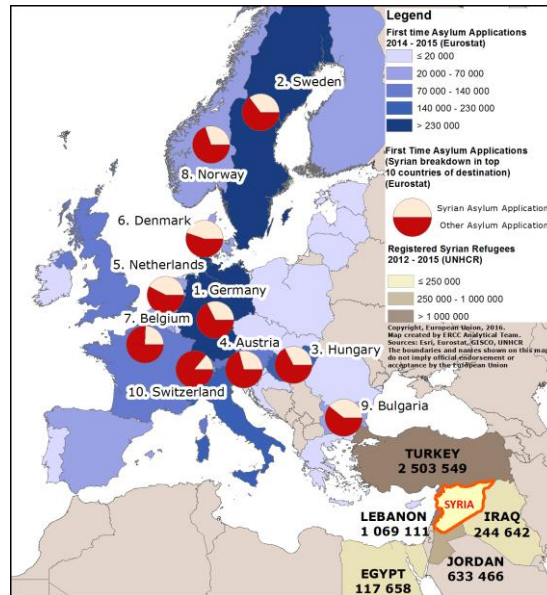 Legend
First time Asylum Applications
2014 - 2015 (Eurostat)
≤ 20 000
20 000 - 70 000
70 000 - 140 000
140 000 - 230 000
> 230 000
First Time Asylum Applications
(Syrian breakdown in top
10 countries of destination)
(Eurostat)
Syrian Asylum Application
Other Asylum Application
Registered Syrian Refugees
2012 - 2015 (UNHCR)
≤ 250 000
250 000 - 1 000 000
> 1 000 000
Copyright, European Union, 2016.
Map created by ERCC Analytical Team.
Sources: Esri, Eurostat, GISCO, UNHCR
The boundaries and names shown on this map
do not imply official endorsement or
acceptance by the European Union
2. Sweden
8. Norway
6. Denmark
5. Netherlands
1. Germany
7. Belgium
4. Austria
3. Hungary
10. Switzerland
9. Bulgaria
TURKEY
2 503 549
SYRIA
LEBANON
1 069 111
IRAQ
244 642
JORDAN
633 466
EGYPT
117 658